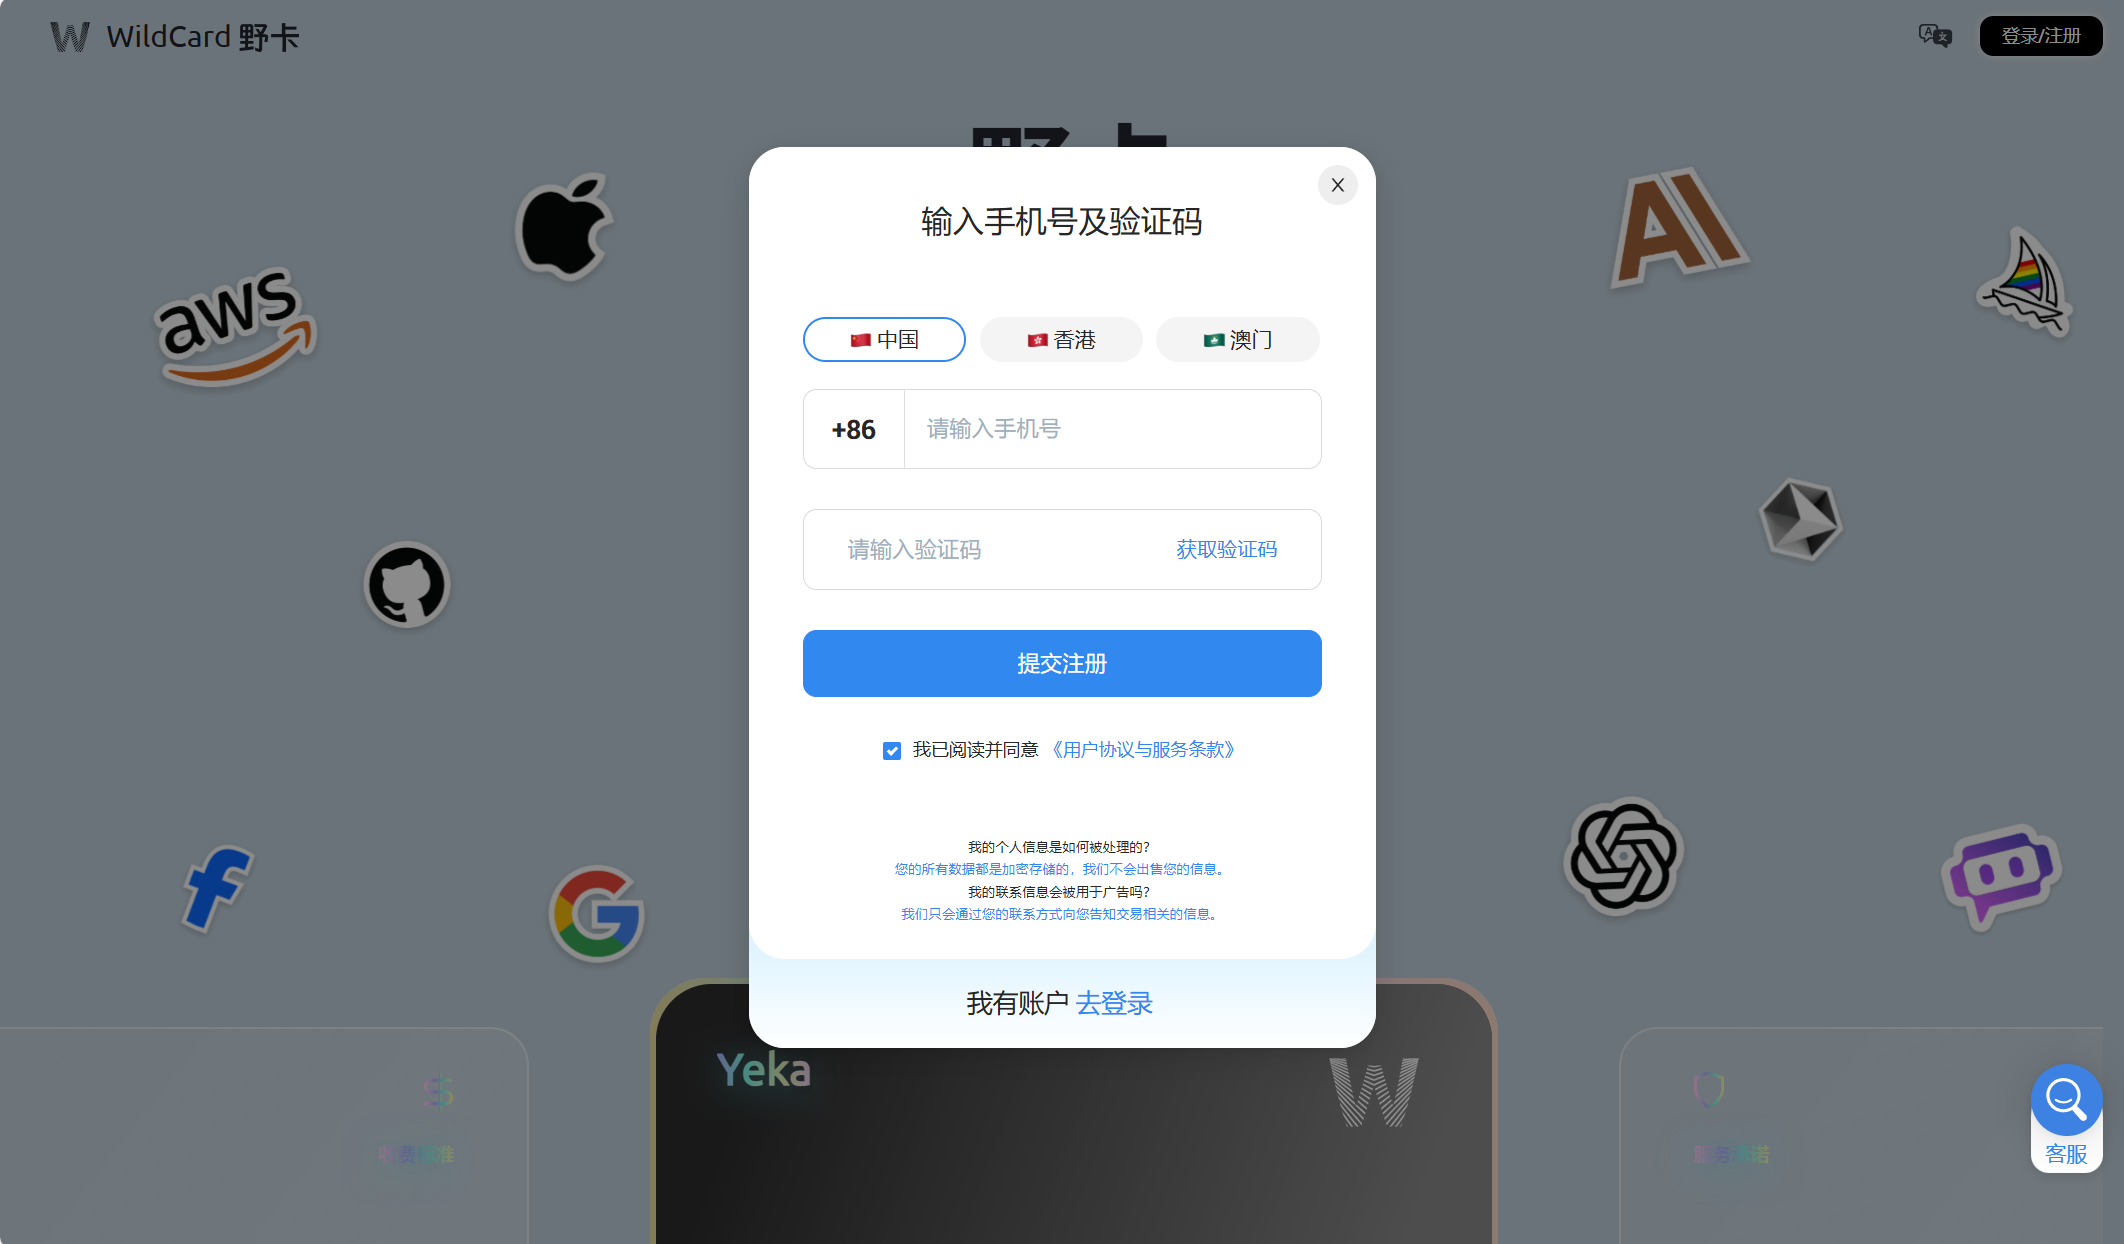 WildCard 野卡
登录/注册
输入手机号及验证码
X
🇨🇳 中国
🇭🇰 香港
🇲🇴 澳门
+86
请输入手机号
请输入验证码
获取验证码
提交注册
我已阅读并同意《用户协议与服务条款》
我的个人信息是如何被处理的?
您的所有数据都是加密存储的，我们不会出售您的信息。
我的联系信息会被用于广告吗?
我们只会通过您的联系方式向您告知交易相关的信息。
我有账户 去登录
aws
AI
Yeka
客服